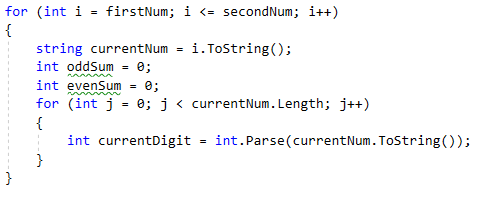 for (int i = firstNum; i <= secondNum; i++)
{
    string currentNum = i.ToString();
    int oddSum = 0;
    int evenSum = 0;
    for (int j = 0; j < currentNum.Length; j++)
    {
        int currentDigit = int.Parse(currentNum.ToString());
    }
}